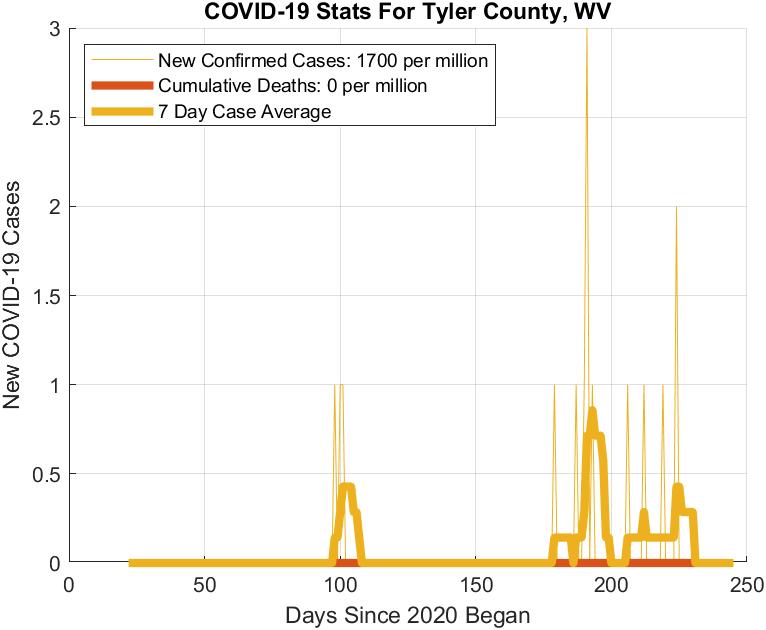 COVID-19 Stats For Tyler County, WV
New Confirmed Cases: 1700 per million
Cumulative Deaths: 0 per million
7 Day Case Average
New COVID-19 Cases
3
2.5
2
1.5
1
0.5
0
0 50 100 150 200 250
Days Since 2020 Began